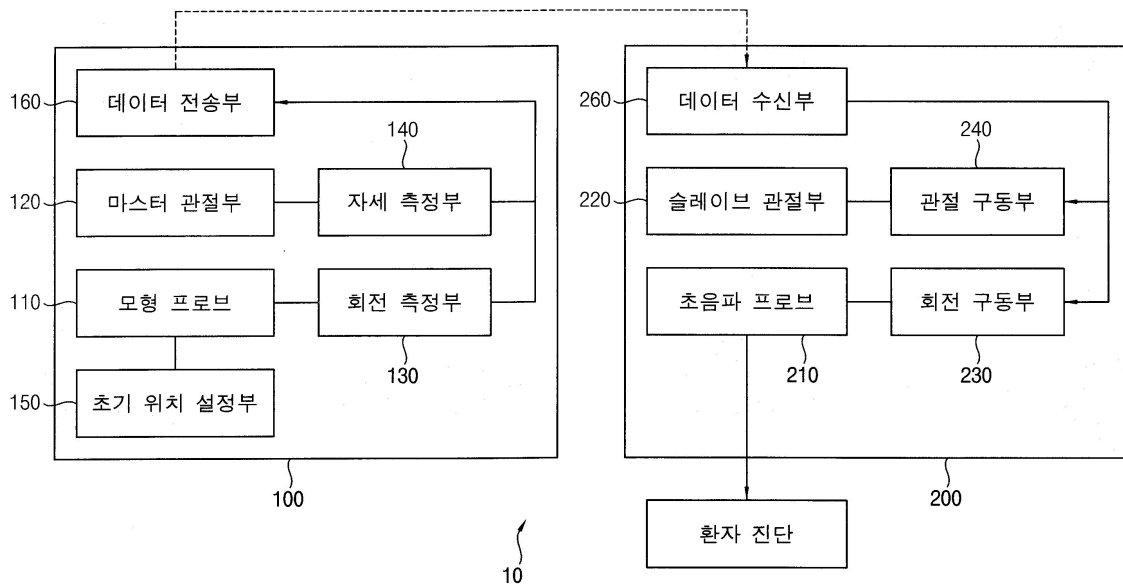 160
데이터 전송부
140
120
마스터 관절부
자세 측정부
110
모형 프로브
회전 측정부
130
150
초기 위치 설정부
100
260
데이터 수신부
240
220
슬레이브 관절부
관절 구동부
초음파 프로브
회전 구동부
210
230
200
환자 진단
10